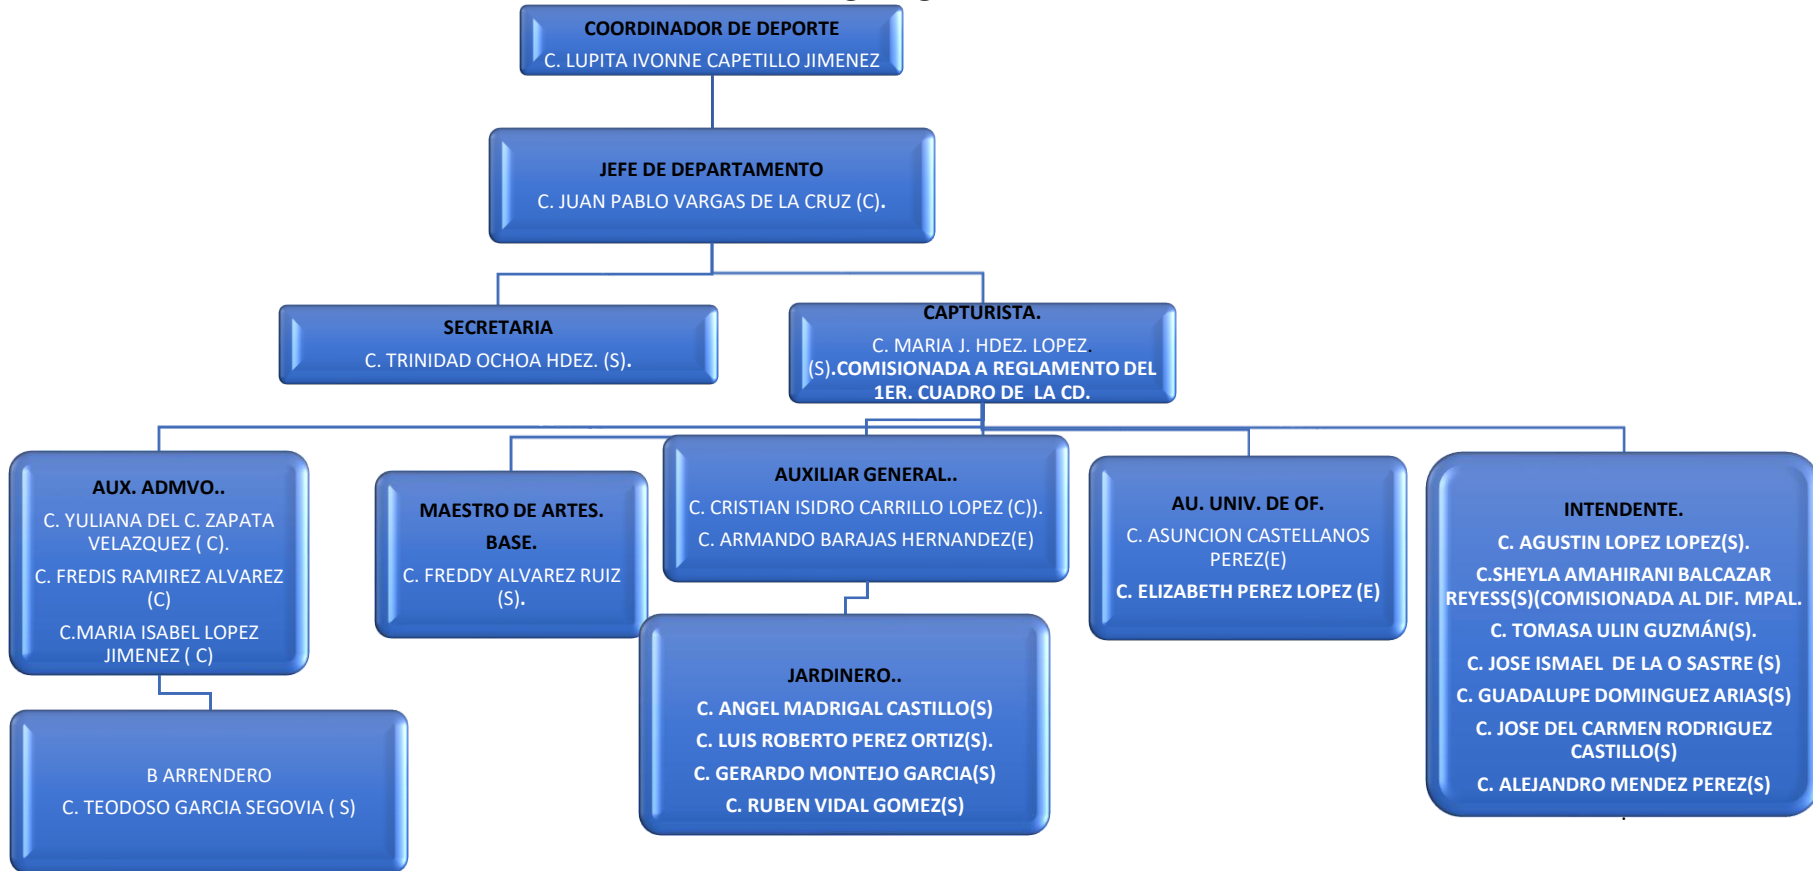 COORDINADOR DE DEPORTE
C. LUPITA IVONNE CAPETILLO JIMENEZ
JEFE DE DEPARTAMENTO
C. JUAN PABLO VARGAS DE LA CRUZ (C).
SECRETARIA
C. TRINIDAD OCHOA HDEZ. (S).
CAPTURISTA.
C. MARIA J. HDEZ. LOPEZ.
(S).COMISIONADA A REGLAMENTO DEL
1ER. CUADRO DE LA CD.
AUX. ADMVO..
C. YULIANA DEL C. ZAPATA
VELAZQUEZ ( C).
C. FREDIS RAMIREZ ALVAREZ
(C)
C.MARIA ISABEL LOPEZ
JIMENEZ ( C)
B ARRENDERO
C. TEODOSO GARCIA SEGOVIA ( S)
MAESTRO DE ARTES.
BASE.
C. FREDDY ALVAREZ RUIZ
(S).
AUXILIAR GENERAL..
C. CRISTIAN ISIDRO CARRILLO LOPEZ (C)).
C. ARMANDO BARAJAS HERNANDEZ(E)
JARDINERO..
C. ANGEL MADRIGAL CASTILLO(S)
C. LUIS ROBERTO PEREZ ORTIZ(S).
C. GERARDO MONTEJO GARCIA(S)
C. RUBEN VIDAL GOMEZ(S)
AU. UNIV. DE OF.
C. ASUNCION CASTELLANOS
PEREZ(E)
C. ELIZABETH PEREZ LOPEZ (E)
INTENDENTE.
C. AGUSTIN LOPEZ LOPEZ(S).
C.SHEYLA AMAHIRANI BALCAZAR
REYESS(S)(COMISIONADA AL DIF. MPAL.
C. TOMASA ULIN GUZMÁN(S).
C. JOSE ISMAEL DE LA O SASTRE (S)
C. GUADALUPE DOMINGUEZ ARIAS(S)
C. JOSE DEL CARMEN RODRIGUEZ
CASTILLO(S)
C. ALEJANDRO MENDEZ PEREZ(S)
.